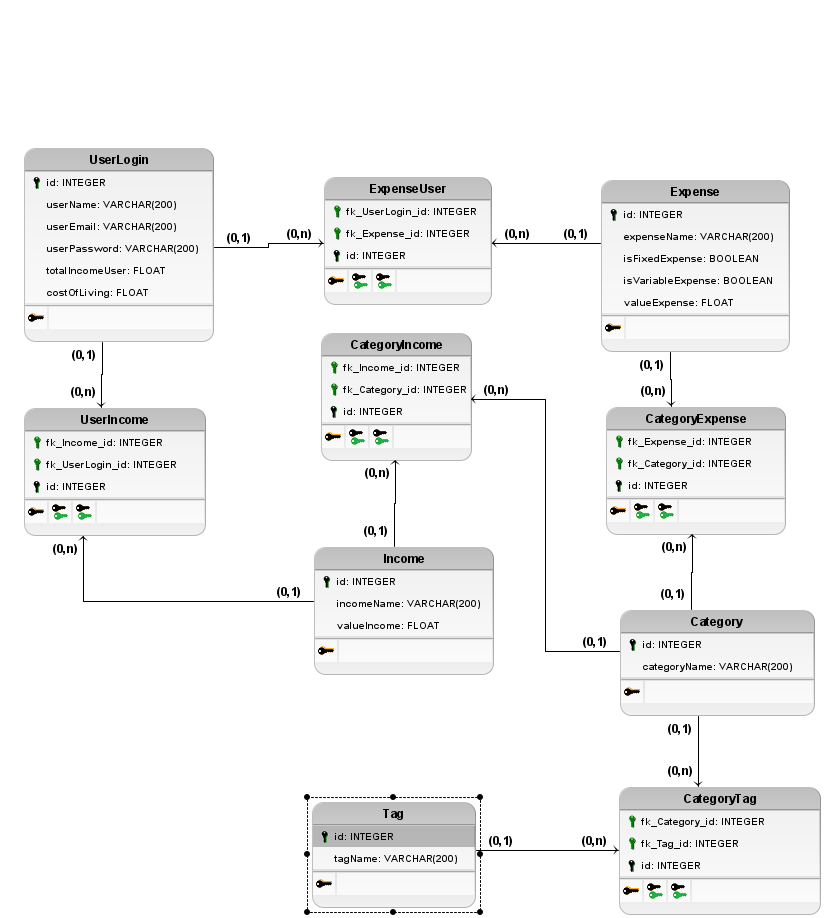 UserLogin
id: INTEGER
userName: VARCHAR(200)
userEmail: VARCHAR(200)
userPassword: VARCHAR(200)
totalIncomeUser: FLOAT
costOfLiving: FLOAT
(0,1)
(0,n)
ExpenseUser
fk_UserLogin_id: INTEGER
fk_Expense_id: INTEGER
id: INTEGER
(0,n)
(0,1)
Expense
id: INTEGER
expenseName: VARCHAR(200)
isFixedExpense: BOOLEAN
isVariableExpense: BOOLEAN
valueExpense: FLOAT
(0,1)
(0,n)
UserIncome
fk_Income_id: INTEGER
fk_UserLogin_id: INTEGER
id: INTEGER
(0,n)
(0,1)
CategoryIncome
fk_Income_id: INTEGER
fk_Category_id: INTEGER
id: INTEGER
(0,n)
(0,n)
(0,1)
Income
id: INTEGER
incomeName: VARCHAR(200)
valueIncome: FLOAT
(0,1)
(0,n)
CategoryExpense
fk_Expense_id: INTEGER
fk_Category_id: INTEGER
id: INTEGER
(0,n)
(0,1)
(0,1)
Category
id: INTEGER
categoryName: VARCHAR(200)
(0,1)
(0,n)
Tag
id: INTEGER
tagName: VARCHAR(200)
(0,1)
(0,n)
CategoryTag
fk_Category_id: INTEGER
fk_Tag_id: INTEGER
id: INTEGER